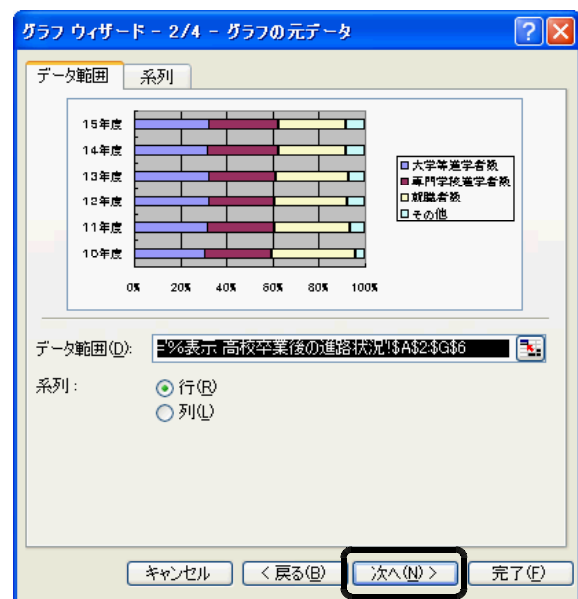 グラフ ウィザード - 2/4 - グラフの元データ
データ範囲 系列
15年度
14年度
13年度
12年度
11年度
10年度
0% 20% 40% 60% 80% 100%
大学等進学者数
専門学校進学者数
就職者数
その他
データ範囲(D): ='%表示 高校卒業後の進路状況'!$A$2:$G$6
系列: 行(R)
列(L)
キャンセル < 戻る(B) 次へ(N) > 完了(F)